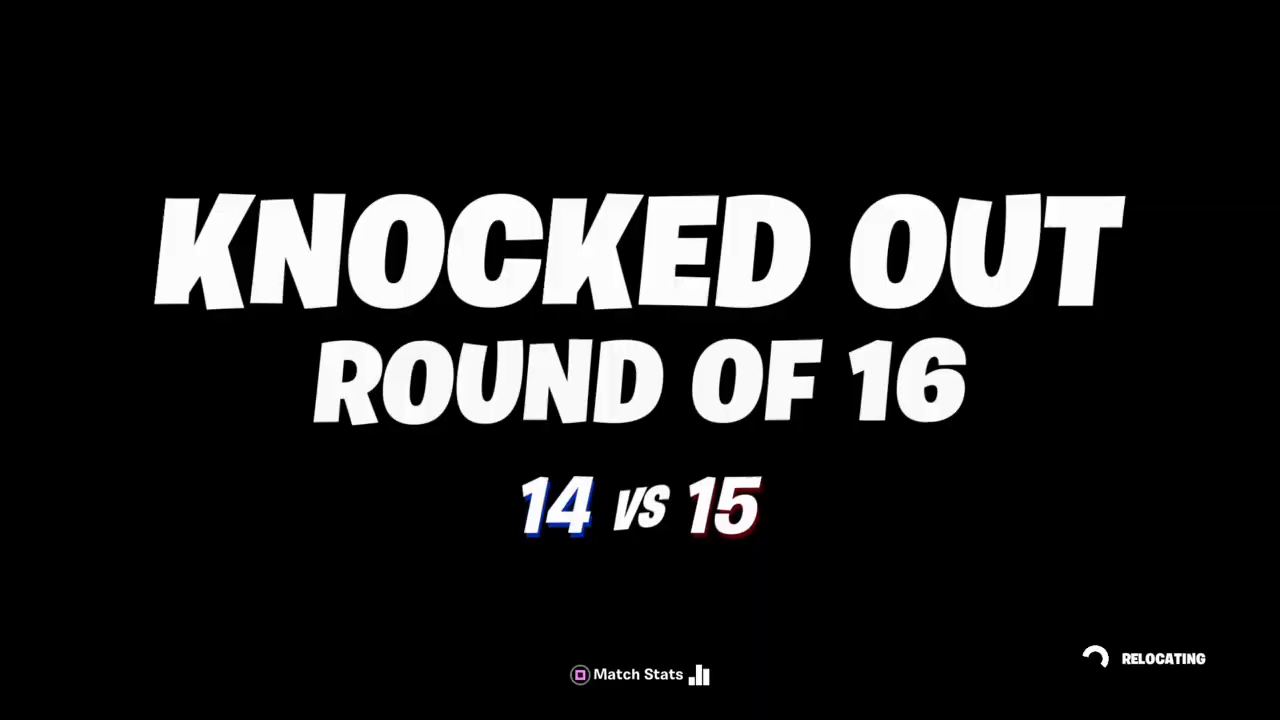 KNOCKED OUT
ROUND OF 16
14 VS 15
Match Stats
RELOCATING